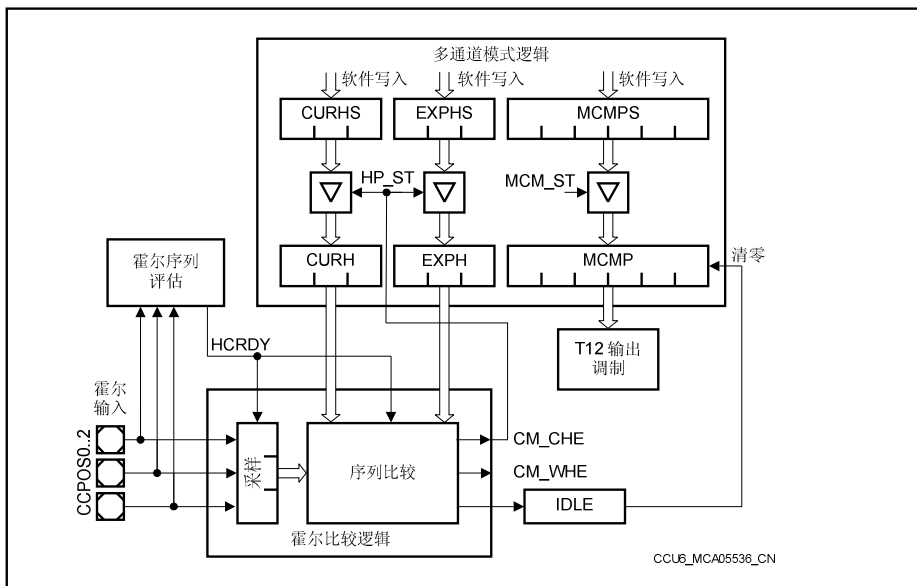 多通道模式逻辑
软件写入
软件写入
软件写入
CURHS
EXPHS
MCMPS
HP_ST
MCM_ST
CURH
EXPH
MCMP
清零
霍尔序列
评估
HCRDY
T12 输出
调制
霍尔
输入
CCPOS0..2
采样
序列比较
CM_CHE
CM_WHE
IDLE
霍尔比较逻辑
CCU6_MCA05536_CN